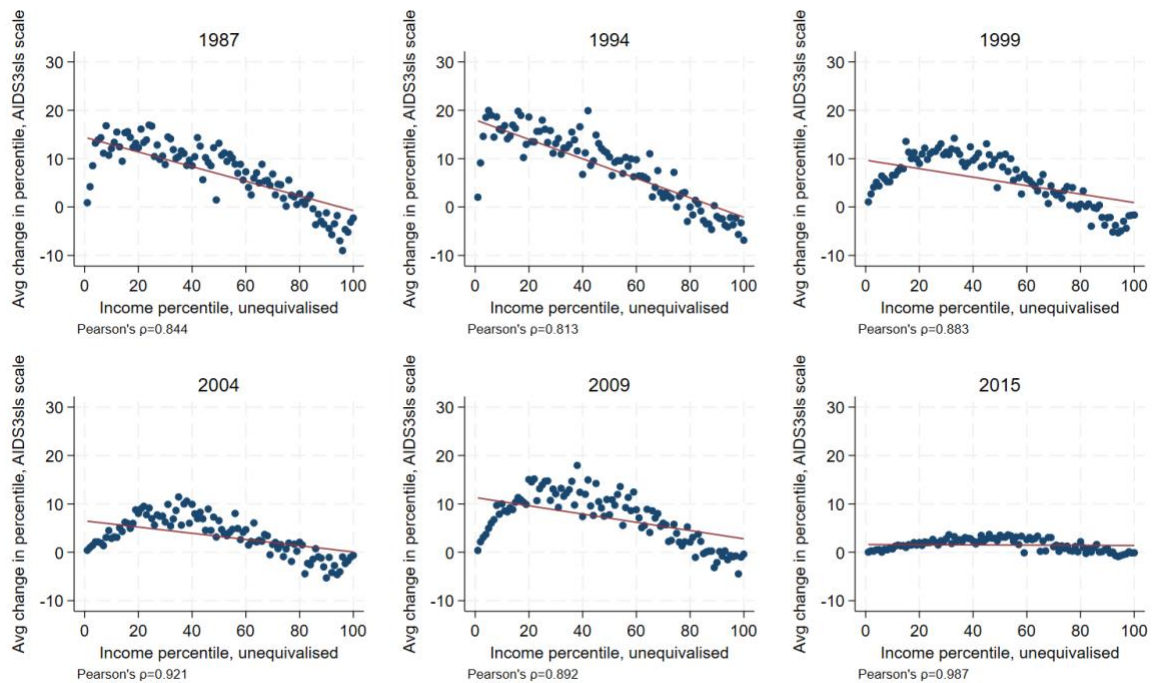 1987
Avg change in percentile, AIDS3sls scale
30
20
10
0
-10
0 20 40 60 80 100
Income percentile, unequivalised
Pearson's ρ=0.844
1994
Avg change in percentile, AIDS3sls scale
30
20
10
0
-10
0 20 40 60 80 100
Income percentile, unequivalised
Pearson's ρ=0.813
1999
Avg change in percentile, AIDS3sls scale
30
20
10
0
-10
0 20 40 60 80 100
Income percentile, unequivalised
Pearson's ρ=0.883
2004
Avg change in percentile, AIDS3sls scale
30
20
10
0
-10
0 20 40 60 80 100
Income percentile, unequivalised
Pearson's ρ=0.921
2009
Avg change in percentile, AIDS3sls scale
30
20
10
0
-10
0 20 40 60 80 100
Income percentile, unequivalised
Pearson's ρ=0.892
2015
Avg change in percentile, AIDS3sls scale
30
20
10
0
-10
0 20 40 60 80 100
Income percentile, unequivalised
Pearson's ρ=0.987